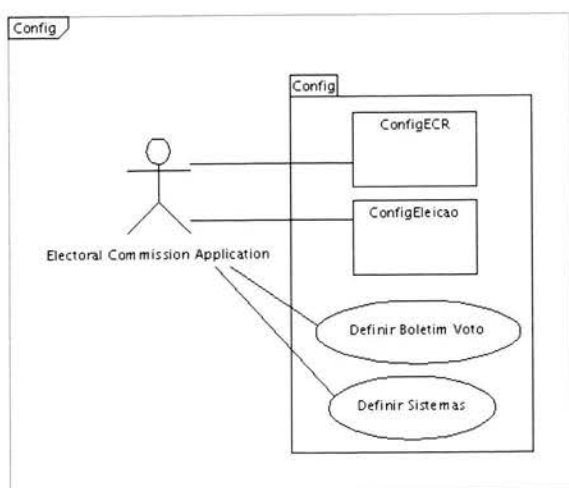 Config
Config
ConfigECR
ConfigEleicao
Electoral Commission Application
Definir Boletim Voto
Definir Sistemas